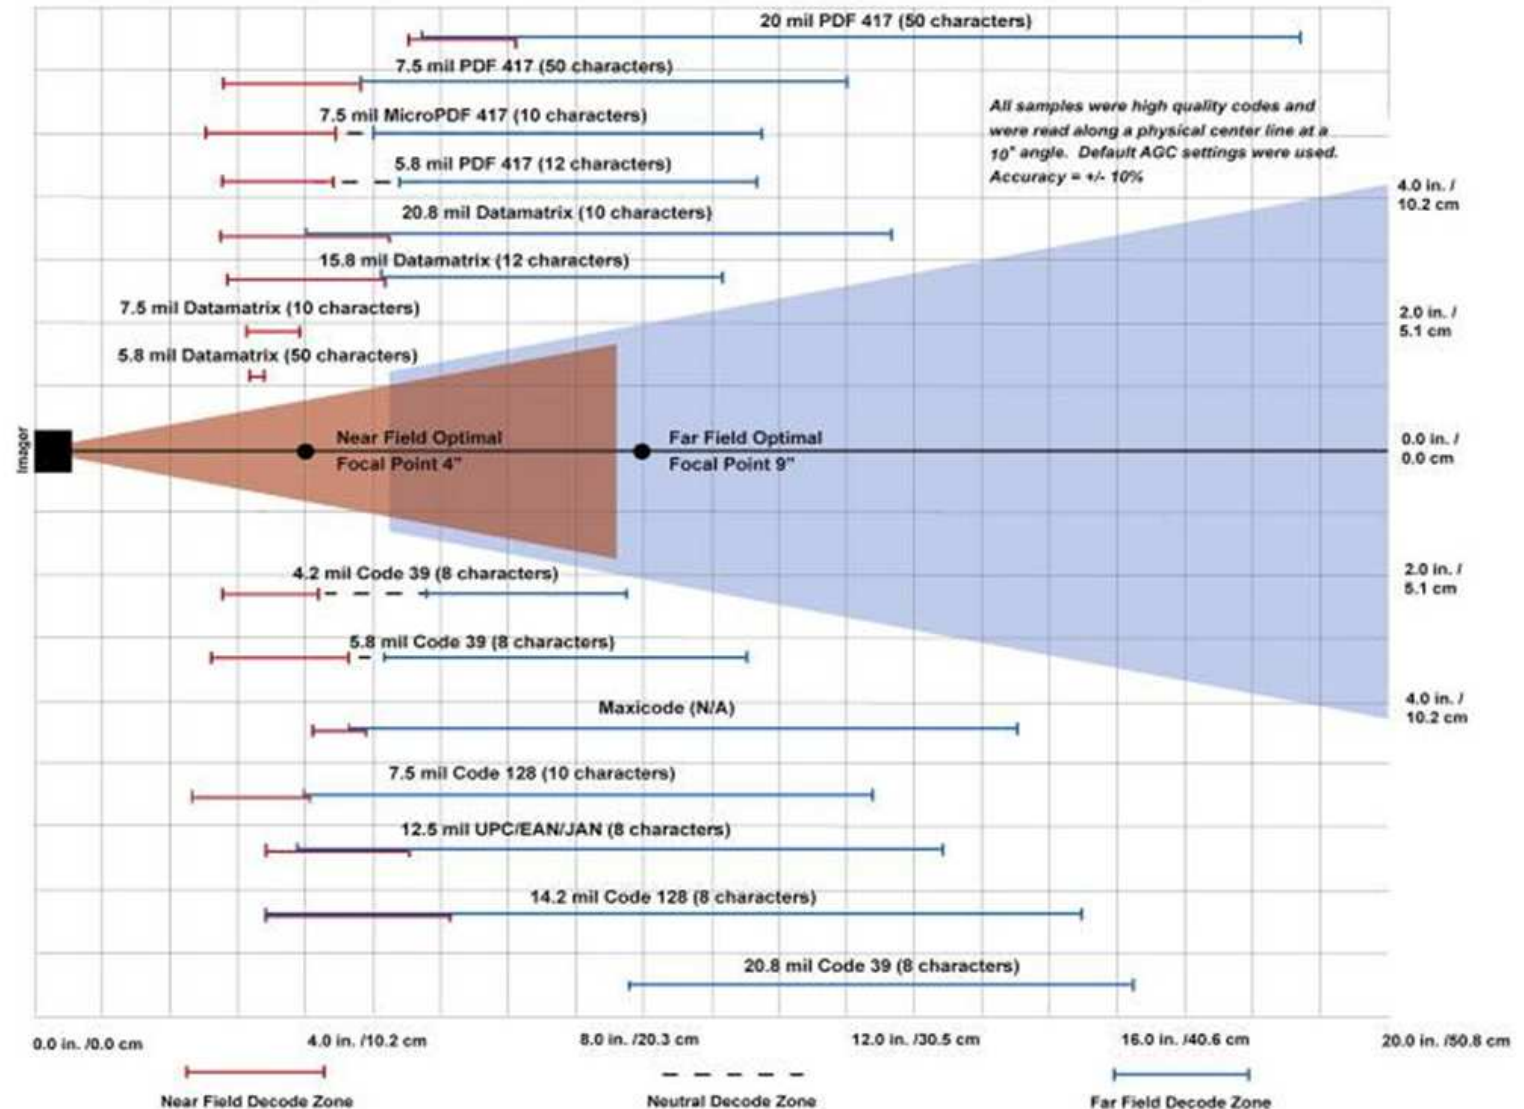 20 mil PDF 417 (50 characters)
7.5 mil PDF 417 (50 characters)
7.5 mil MicroPDF 417 (10 characters)
All samples were high quality codes and
were read along a physical center line at a
10° angle. Default AGC settings were used.
Accuracy = +/- 10%
5.8 mil PDF 417 (12 characters)
4.0 in. /
10.2 cm
20.8 mil Datamatrix (10 characters)
15.8 mil Datamatrix (12 characters)
7.5 mil Datamatrix (10 characters)
2.0 in. /
5.1 cm
5.8 mil Datamatrix (50 characters)
Imager
Near Field Optimal
Focal Point 4"
Far Field Optimal
Focal Point 9"
0.0 in. /
0.0 cm
4.2 mil Code 39 (8 characters)
2.0 in. /
5.1 cm
5.8 mil Code 39 (8 characters)
Maxicode (N/A)
4.0 in. /
10.2 cm
7.5 mil Code 128 (10 characters)
12.5 mil UPC/EAN/JAN (8 characters)
14.2 mil Code 128 (8 characters)
20.8 mil Code 39 (8 characters)
0.0 in. /0.0 cm
4.0 in. /10.2 cm
8.0 in. /20.3 cm
12.0 in. /30.5 cm
16.0 in. /40.6 cm
20.0 in. /50.8 cm
Near Field Decode Zone
Neutral Decode Zone
Far Field Decode Zone